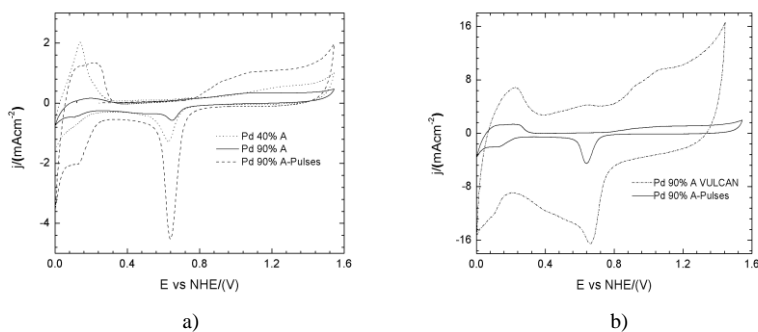 2
0
-2
-4
0.0 0.4 0.8 1.2 1.6
j/(mAcm-2)
E vs NHE/(V)
Pd 40% A
Pd 90% A
Pd 90% A-Pulses
a)
16
8
0
-8
-16
0.0 0.4 0.8 1.2 1.6
j/(mAcm-2)
E vs NHE/(V)
Pd 90% A VULCAN
Pd 90% A-Pulses
b)